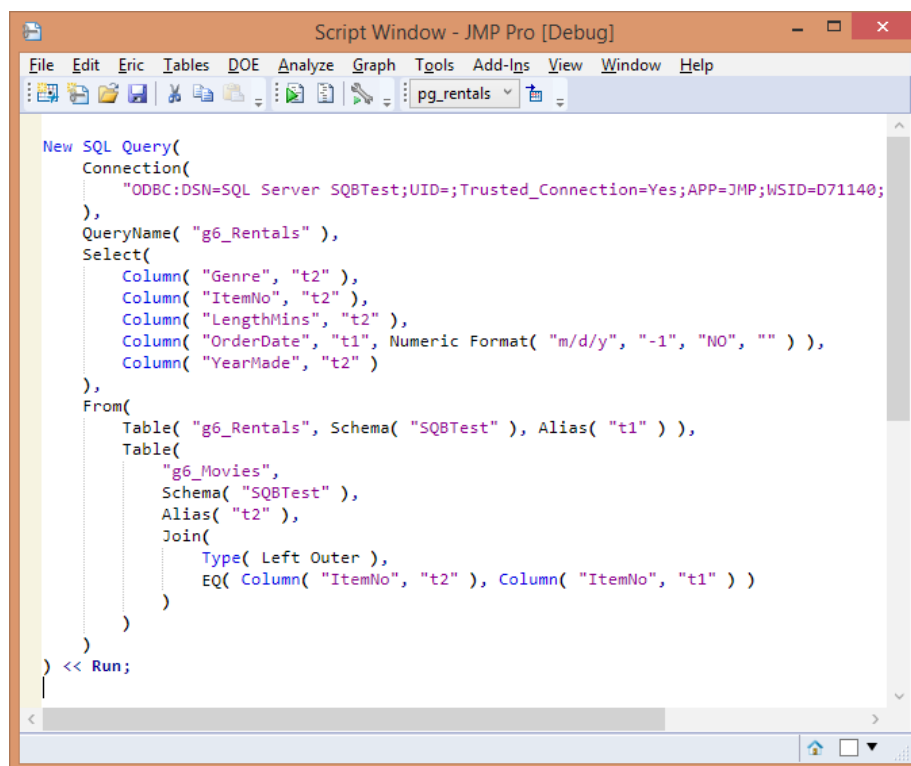 Script Window - JMP Pro [Debug]
File Edit Eric Tables DOE Analyze Graph Tools Add-Ins View Window Help
pg_rentals
New SQL Query(
Connection(
"ODBC:DSN=SQL Server SQBTest;UID=;Trusted_Connection=Yes;APP=JMP;WSID=D71140;
),
QueryName( "g6_Rentals" ),
Select(
Column( "Genre", "t2" ),
Column( "ItemNo", "t2" ),
Column( "LengthMins", "t2" ),
Column( "OrderDate", "t1", Numeric Format( "m/d/y", "-1", "NO", "" ) ),
Column( "YearMade", "t2" )
),
From(
Table( "g6_Rentals", Schema( "SQBTest" ), Alias( "t1" ) ),
Table(
"g6_Movies",
Schema( "SQBTest" ),
Alias( "t2" ),
Join(
Type( Left Outer ),
EQ( Column( "ItemNo", "t2" ), Column( "ItemNo", "t1" ) )
)
)
)
) << Run;